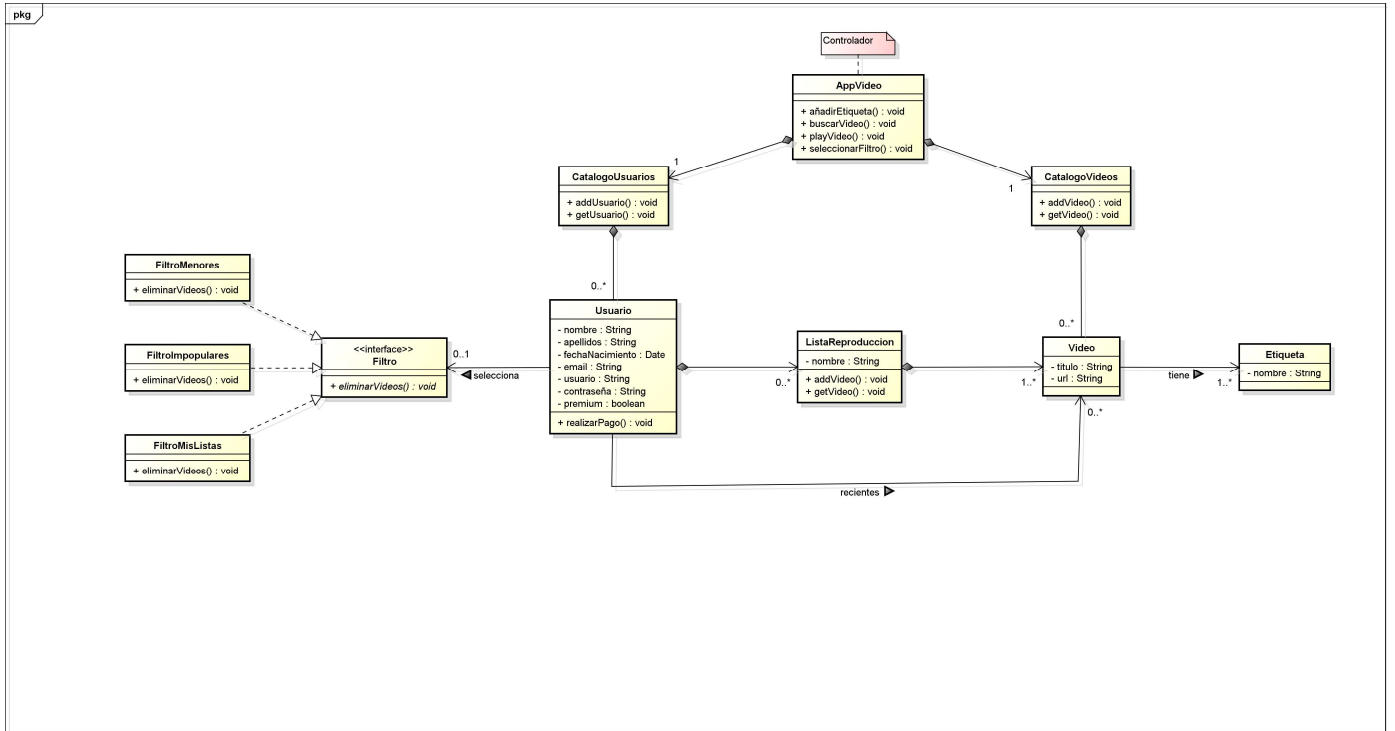 pkg
Controlador
AppVideo
+ añadirEtiqueta() : void
+ buscarVideo() : void
+ playVideo() : void
+ seleccionarFiltro() : void
1
1
CatalogoUsuarios
+ addUsuario() : void
+ getUsuario() : void
CatalogoVideos
+ addVideo() : void
+ getVideo() : void
0..*
0..*
FiltroMenores
+ eliminarVideos() : void
FiltroImpopulares
+ eliminarVideos() : void
FiltroMisListas
+ eliminarVideos() : void
<<interface>>
Filtro
+ eliminarVideos() : void
0..1
selecciona
Usuario
- nombre : String
- apellidos : String
- fechaNacimiento : Date
- email : String
- usuario : String
- contraseña : String
- premium : boolean
+ realizarPago() : void
0..*
ListaReproduccion
- nombre : String
+ addVideo() : void
+ getVideo() : void
1..*
Video
- titulo : String
- url : String
0..*
tiene
1..*
Etiqueta
- nombre : String
recientes